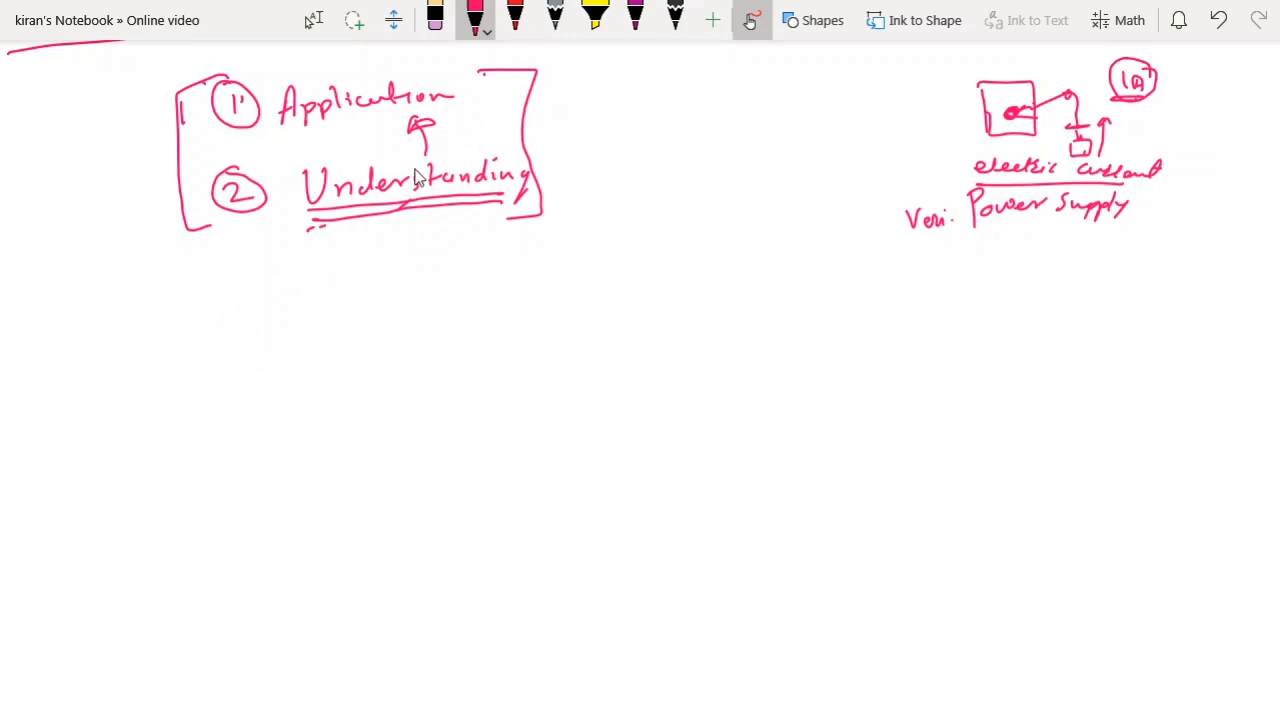 kiran's Notebook » Online video
Shapes
Ink to Shape
Ink to Text
Math
1 Application
2 Understanding
electric current
Veri. Power supply